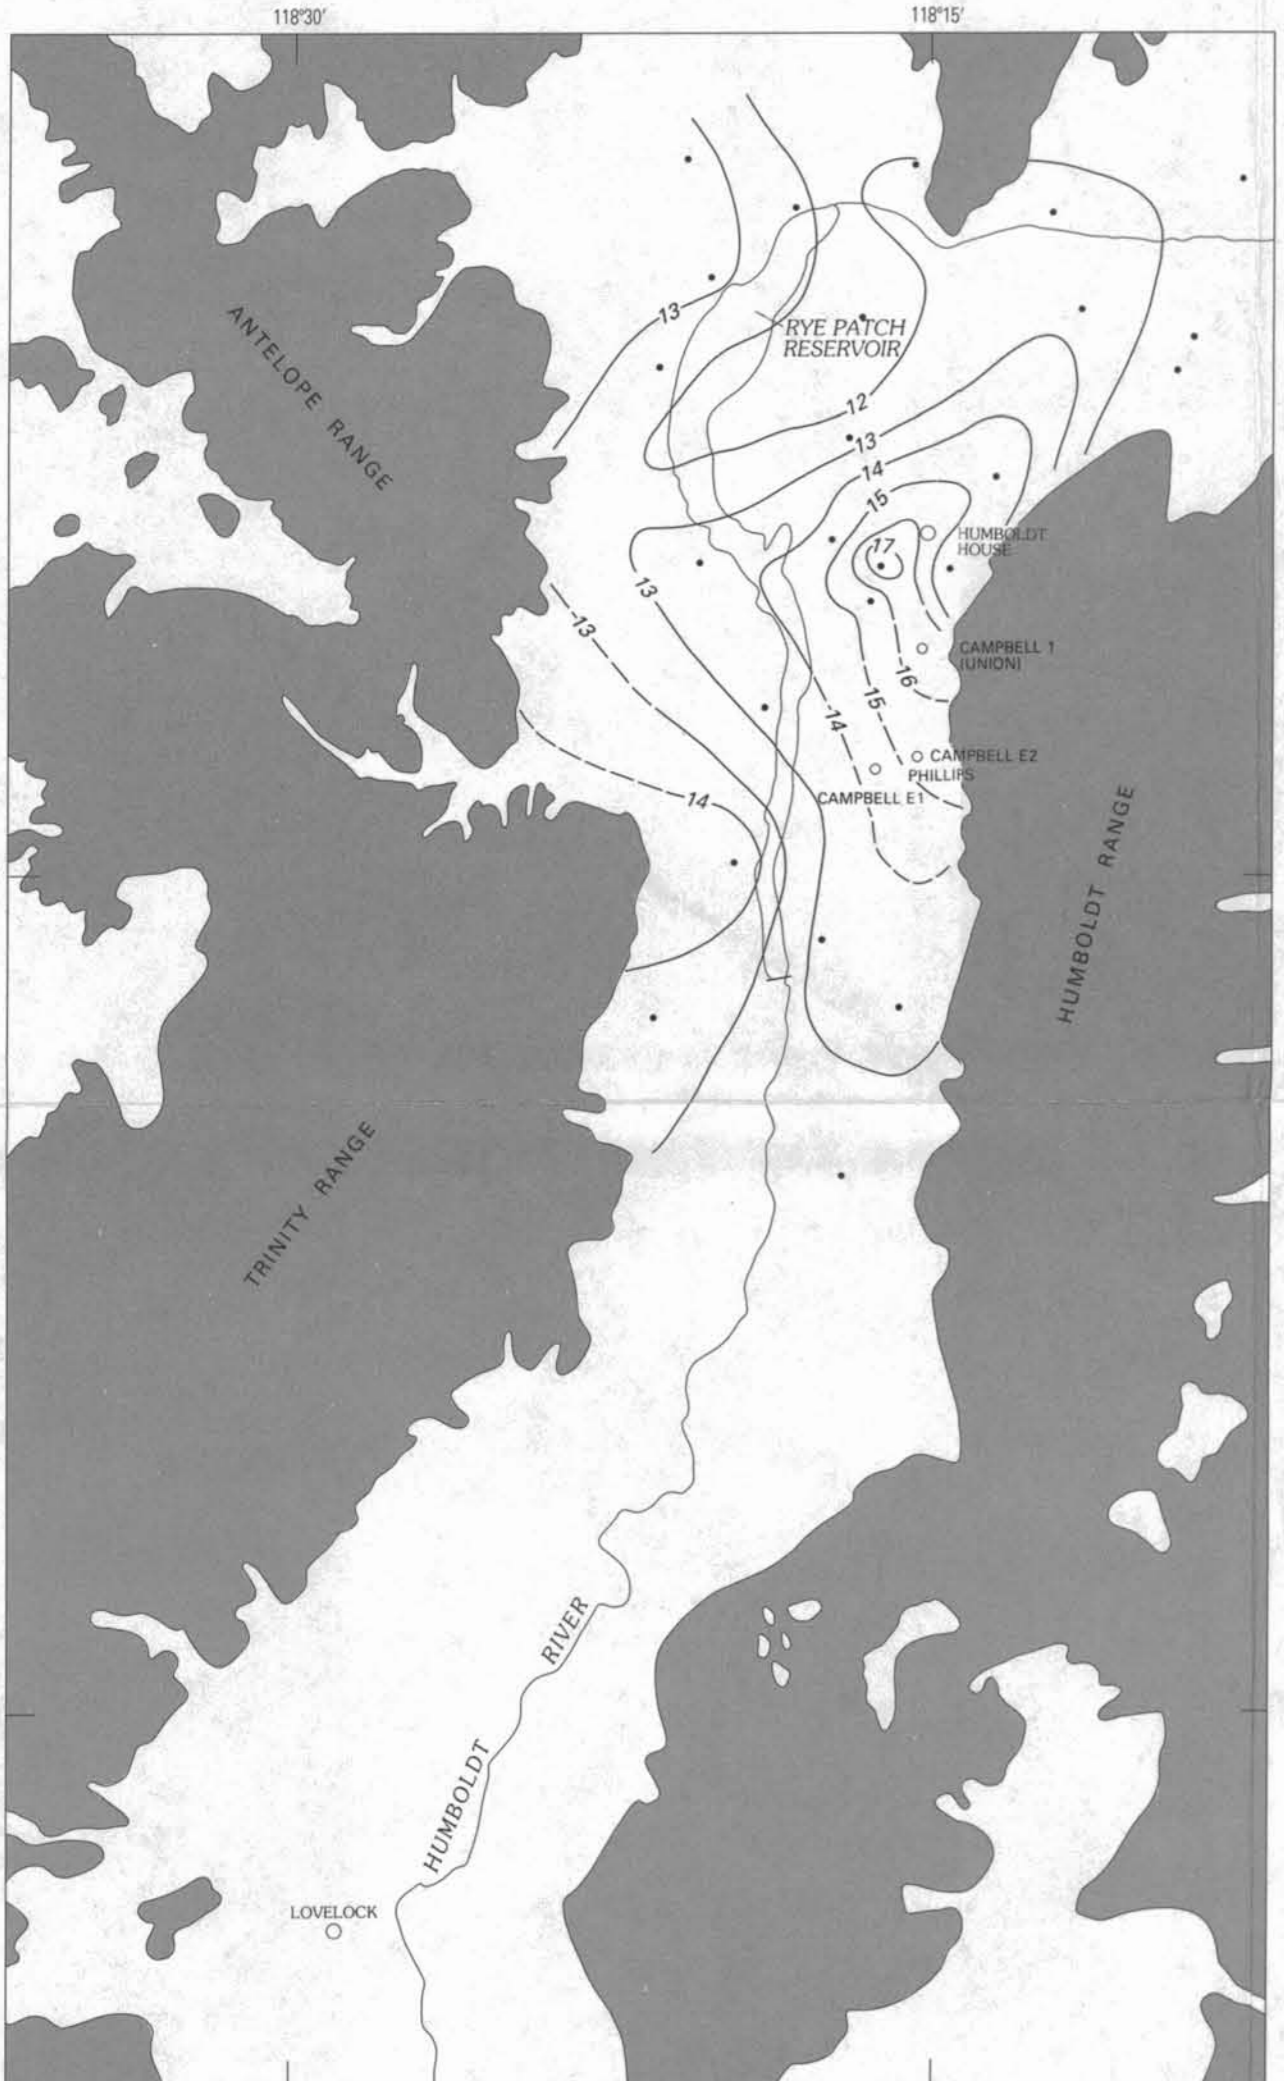 118°30′
118°15′
ANTELOPE RANGE
13
RYE PATCH
RESERVOIR
12
13
14
15
17
HUMBOLDT
HOUSE
13
13
CAMPBELL 1
(UNION)
16
15
14
CAMPBELL E2
PHILLIPS
14
CAMPBELL E1
HUMBOLDT RANGE
TRINITY RANGE
HUMBOLDT RIVER
LOVELOCK